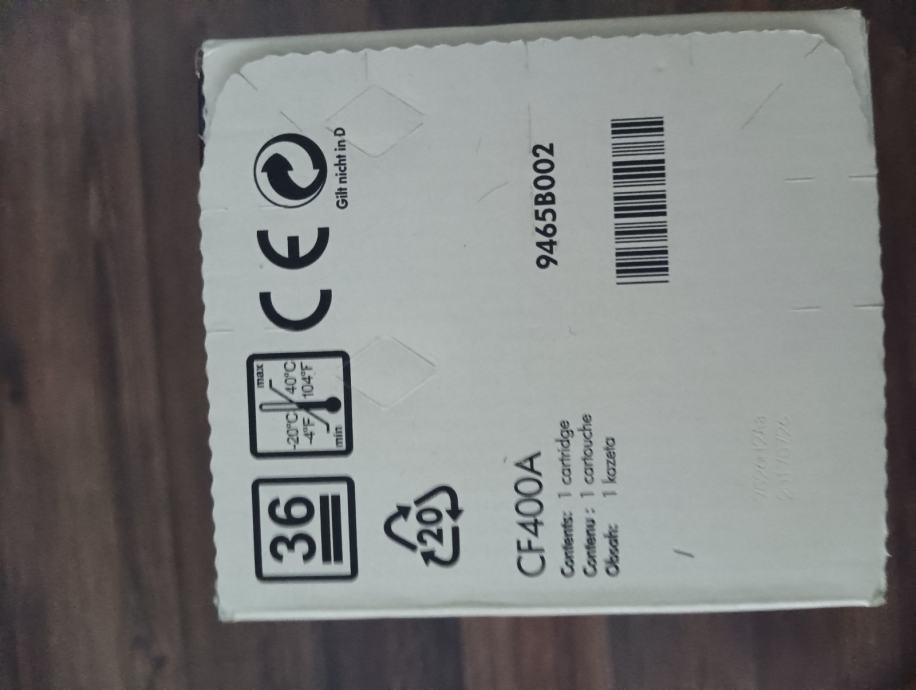 36
-20°C
-4°F
min
max
40°C
104°F
CE
Gilt nicht in D
20
CF400A
Contents: 1 cartridge
Contenu : 1 cartouche
Obsah: 1 kazeta
9465B002